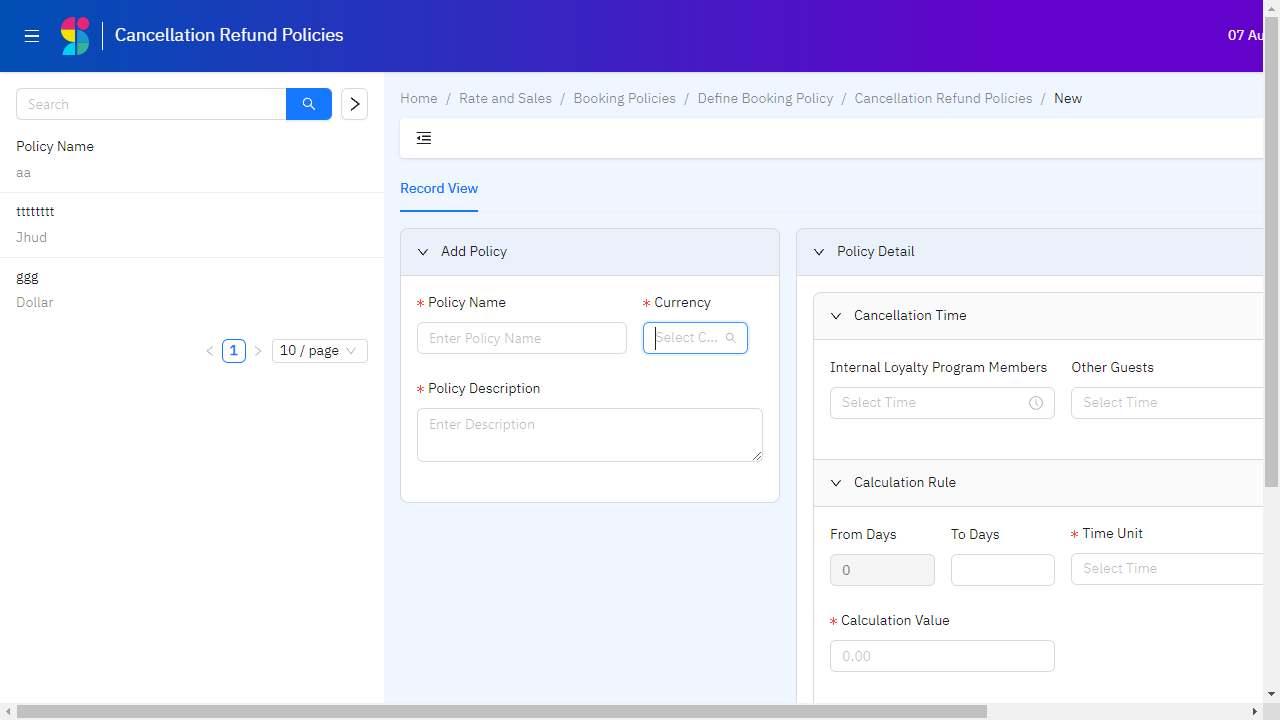 Cancellation Refund Policies
07 Au
Search
Policy Name
aa
tttttttt
Jhud
ggg
Dollar
1
10 / page
Home / Rate and Sales / Booking Policies / Define Booking Policy / Cancellation Refund Policies / New
Record View
Add Policy
* Policy Name
* Currency
Enter Policy Name
Select C...
* Policy Description
Enter Description
Policy Detail
Cancellation Time
Internal Loyalty Program Members
Other Guests
Select Time
Select Time
Calculation Rule
From Days
To Days
* Time Unit
0
Select Time
* Calculation Value
0.00